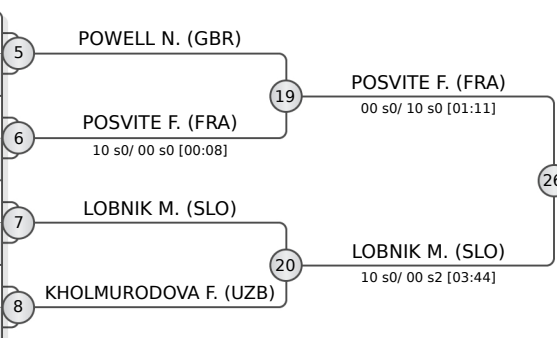 POWELL N. (GBR)
5
POSVITE F. (FRA)
19
00 s0/ 10 s0 [01:11]
POSVITE F. (FRA)
6
10 s0/ 00 s0 [00:08]
26
LOBNIK M. (SLO)
7
LOBNIK M. (SLO)
20
10 s0/ 00 s2 [03:44]
KHOLMURODOVA F. (UZB)
8